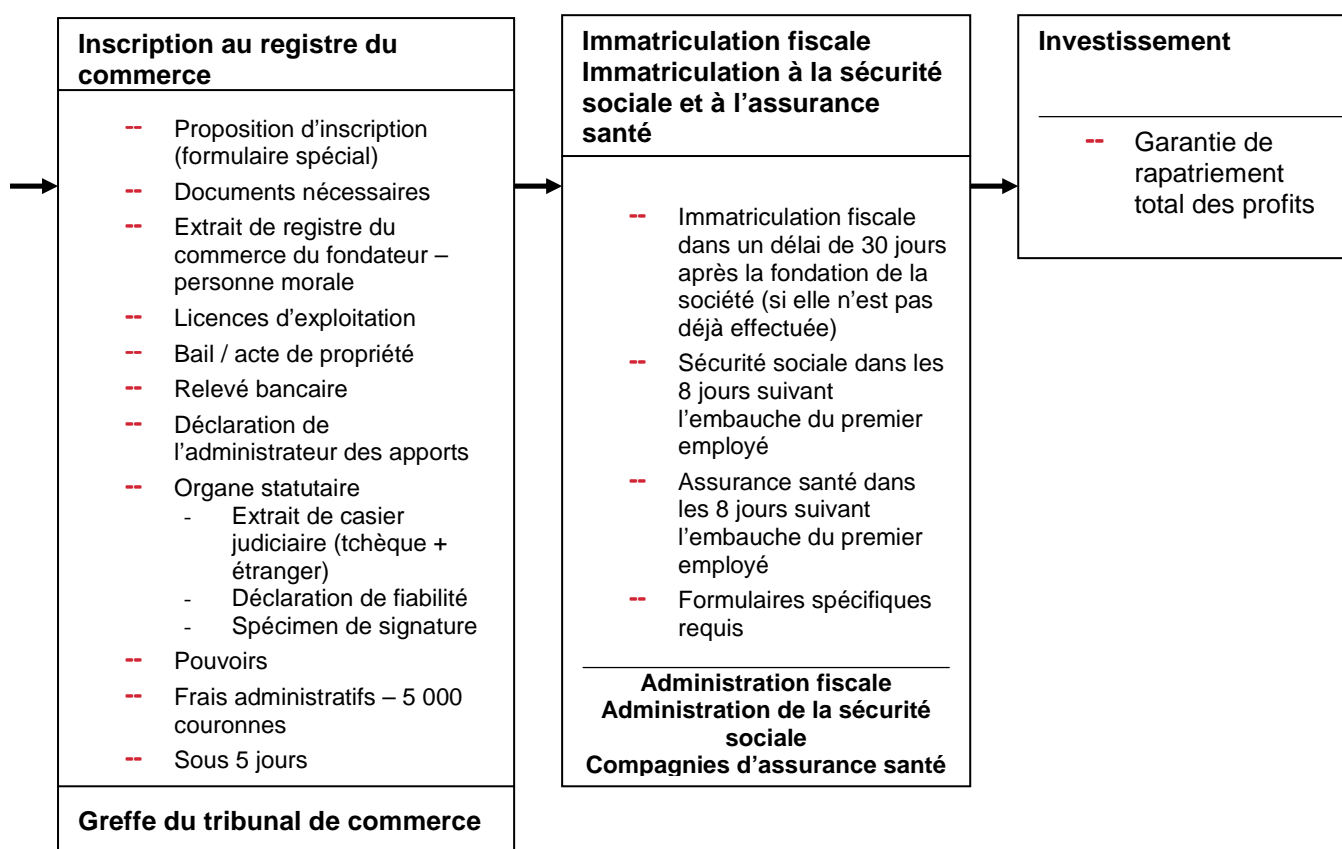 Inscription au registre du
commerce
-- Proposition d’inscription
(formulaire spécial)
-- Documents nécessaires
-- Extrait de registre du
commerce du fondateur –
personne morale
-- Licences d’exploitation
-- Bail / acte de propriété
-- Relevé bancaire
-- Déclaration de
l’administrateur des apports
-- Organe statutaire
- Extrait de casier
judiciaire (tchèque +
étranger)
- Déclaration de fiabilité
- Spécimen de signature
-- Pouvoirs
-- Frais administratifs – 5 000
couronnes
-- Sous 5 jours
Greffe du tribunal de commerce
Immatriculation fiscale
Immatriculation à la sécurité
sociale et à l’assurance
santé
-- Immatriculation fiscale
dans un délai de 30 jours
après la fondation de la
société (si elle n’est pas
déjà effectuée)
-- Sécurité sociale dans les
8 jours suivant
l’embauche du premier
employé
-- Assurance santé dans
les 8 jours suivant
l’embauche du premier
employé
-- Formulaires spécifiques
requis
Administration fiscale
Administration de la sécurité
sociale
Compagnies d’assurance santé
Investissement
-- Garantie de
rapatriement
total des profits